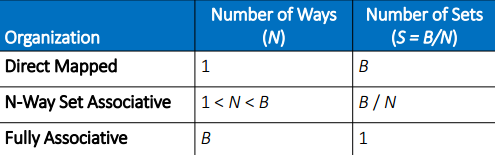 Organization Number of Ways (N) Number of Sets (S = B/N)
Direct Mapped 1 B
N-Way Set Associative 1 < N < B B / N
Fully Associative B 1